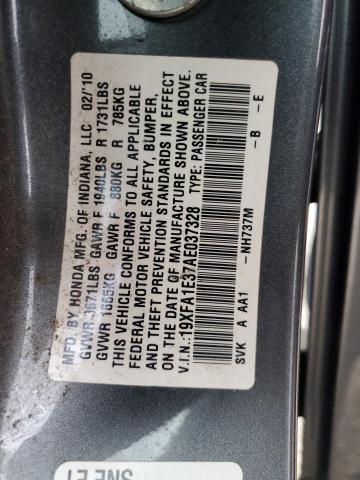 MFD. BY HONDA MFG. OF INDIANA, LLC 02/'10
GVWR 3671LBS GAWR F 1940LBS R 1731LBS
GVWR 1665KG GAWR F 880KG R 785KG
THIS VEHICLE CONFORMS TO ALL APPLICABLE
FEDERAL MOTOR VEHICLE SAFETY, BUMPER,
AND THEFT PREVENTION STANDARDS IN EFFECT
ON THE DATE OF MANUFACTURE SHOWN ABOVE.
V.I.N.:19XFA1E37AE037328 TYPE: PASSENGER CAR
-NH737M -B -E
SVK A AA1